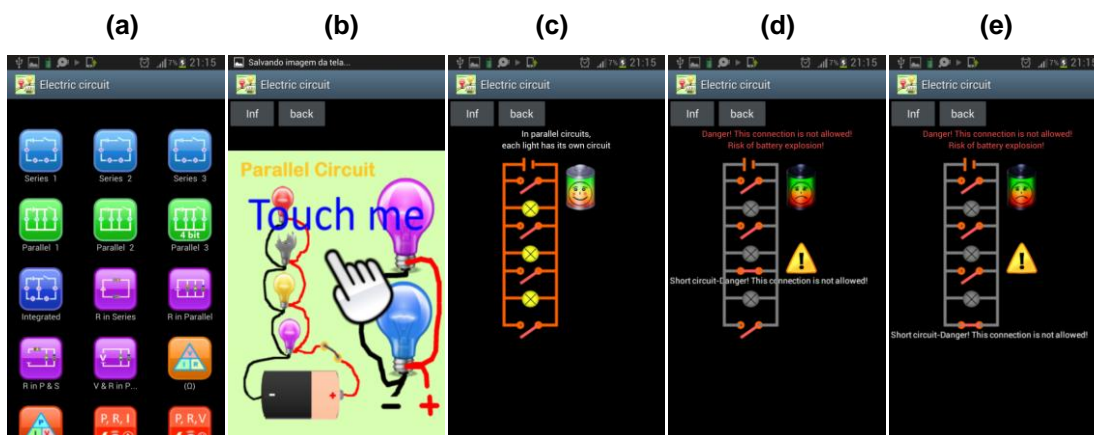 (a)
(b)
(c)
(d)
(e)
7% 21:15
Electric circuit
Series 1
Series 2
Series 3
Parallel 1
Parallel 2
4 bit
Parallel 3
Integrated
R in Series
R in Parallel
R in P & S
V
V & R in P...
V
I R
(Ω)
P
I V
P, R, I
P, R, V
Salvando imagem da tela...
Electric circuit
Inf
back
Parallel Circuit
Touch me
- +
+
- +
7% 21:15
Electric circuit
Inf
back
In parallel circuits,
each light has its own circuit
7% 21:15
Electric circuit
Inf
back
Danger! This connection is not allowed!
Risk of battery explosion!
Short circuit-Danger! This connection is not allowed!
7% 21:15
Electric circuit
Inf
back
Danger! This connection is not allowed!
Risk of battery explosion!
Short circuit-Danger! This connection is not allowed!